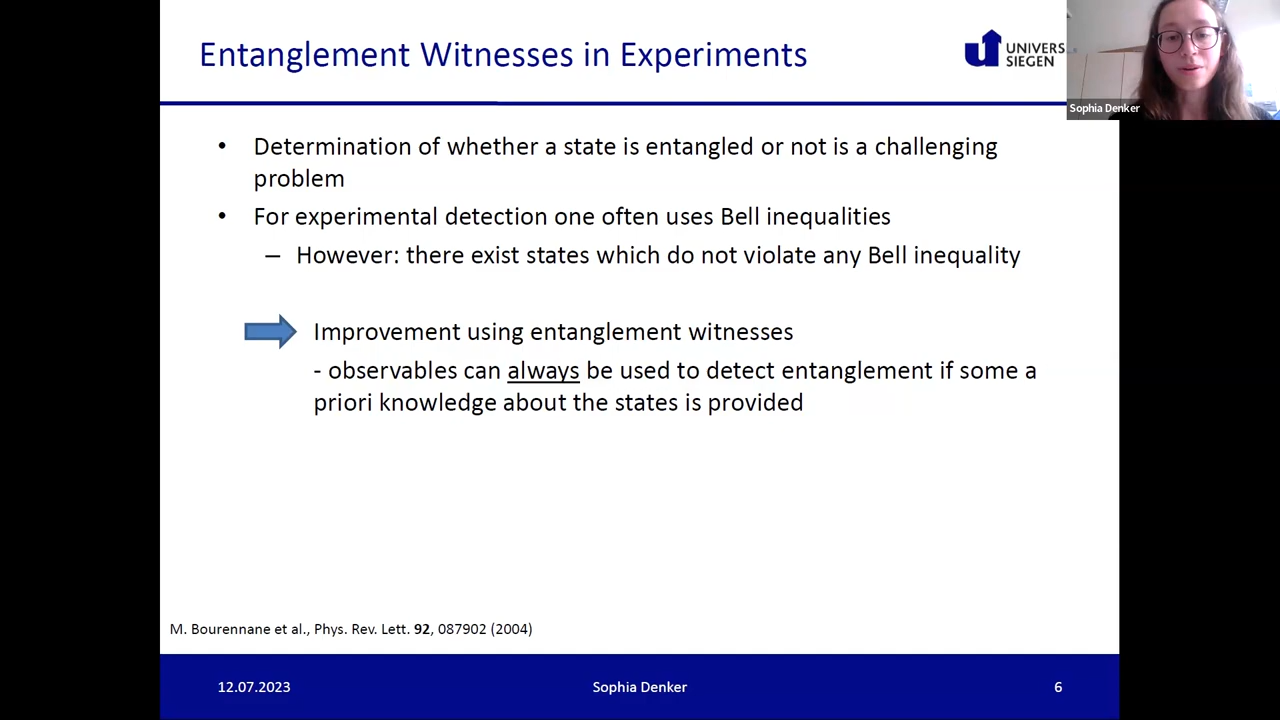 Entanglement Witnesses in Experiments
UNIVERS
SIEGEN
Sophia Denker
• Determination of whether a state is entangled or not is a challenging
problem
• For experimental detection one often uses Bell inequalities
– However: there exist states which do not violate any Bell inequality
Improvement using entanglement witnesses
- observables can always be used to detect entanglement if some a
priori knowledge about the states is provided
M. Bourennane et al., Phys. Rev. Lett. 92, 087902 (2004)
12.07.2023
Sophia Denker
6